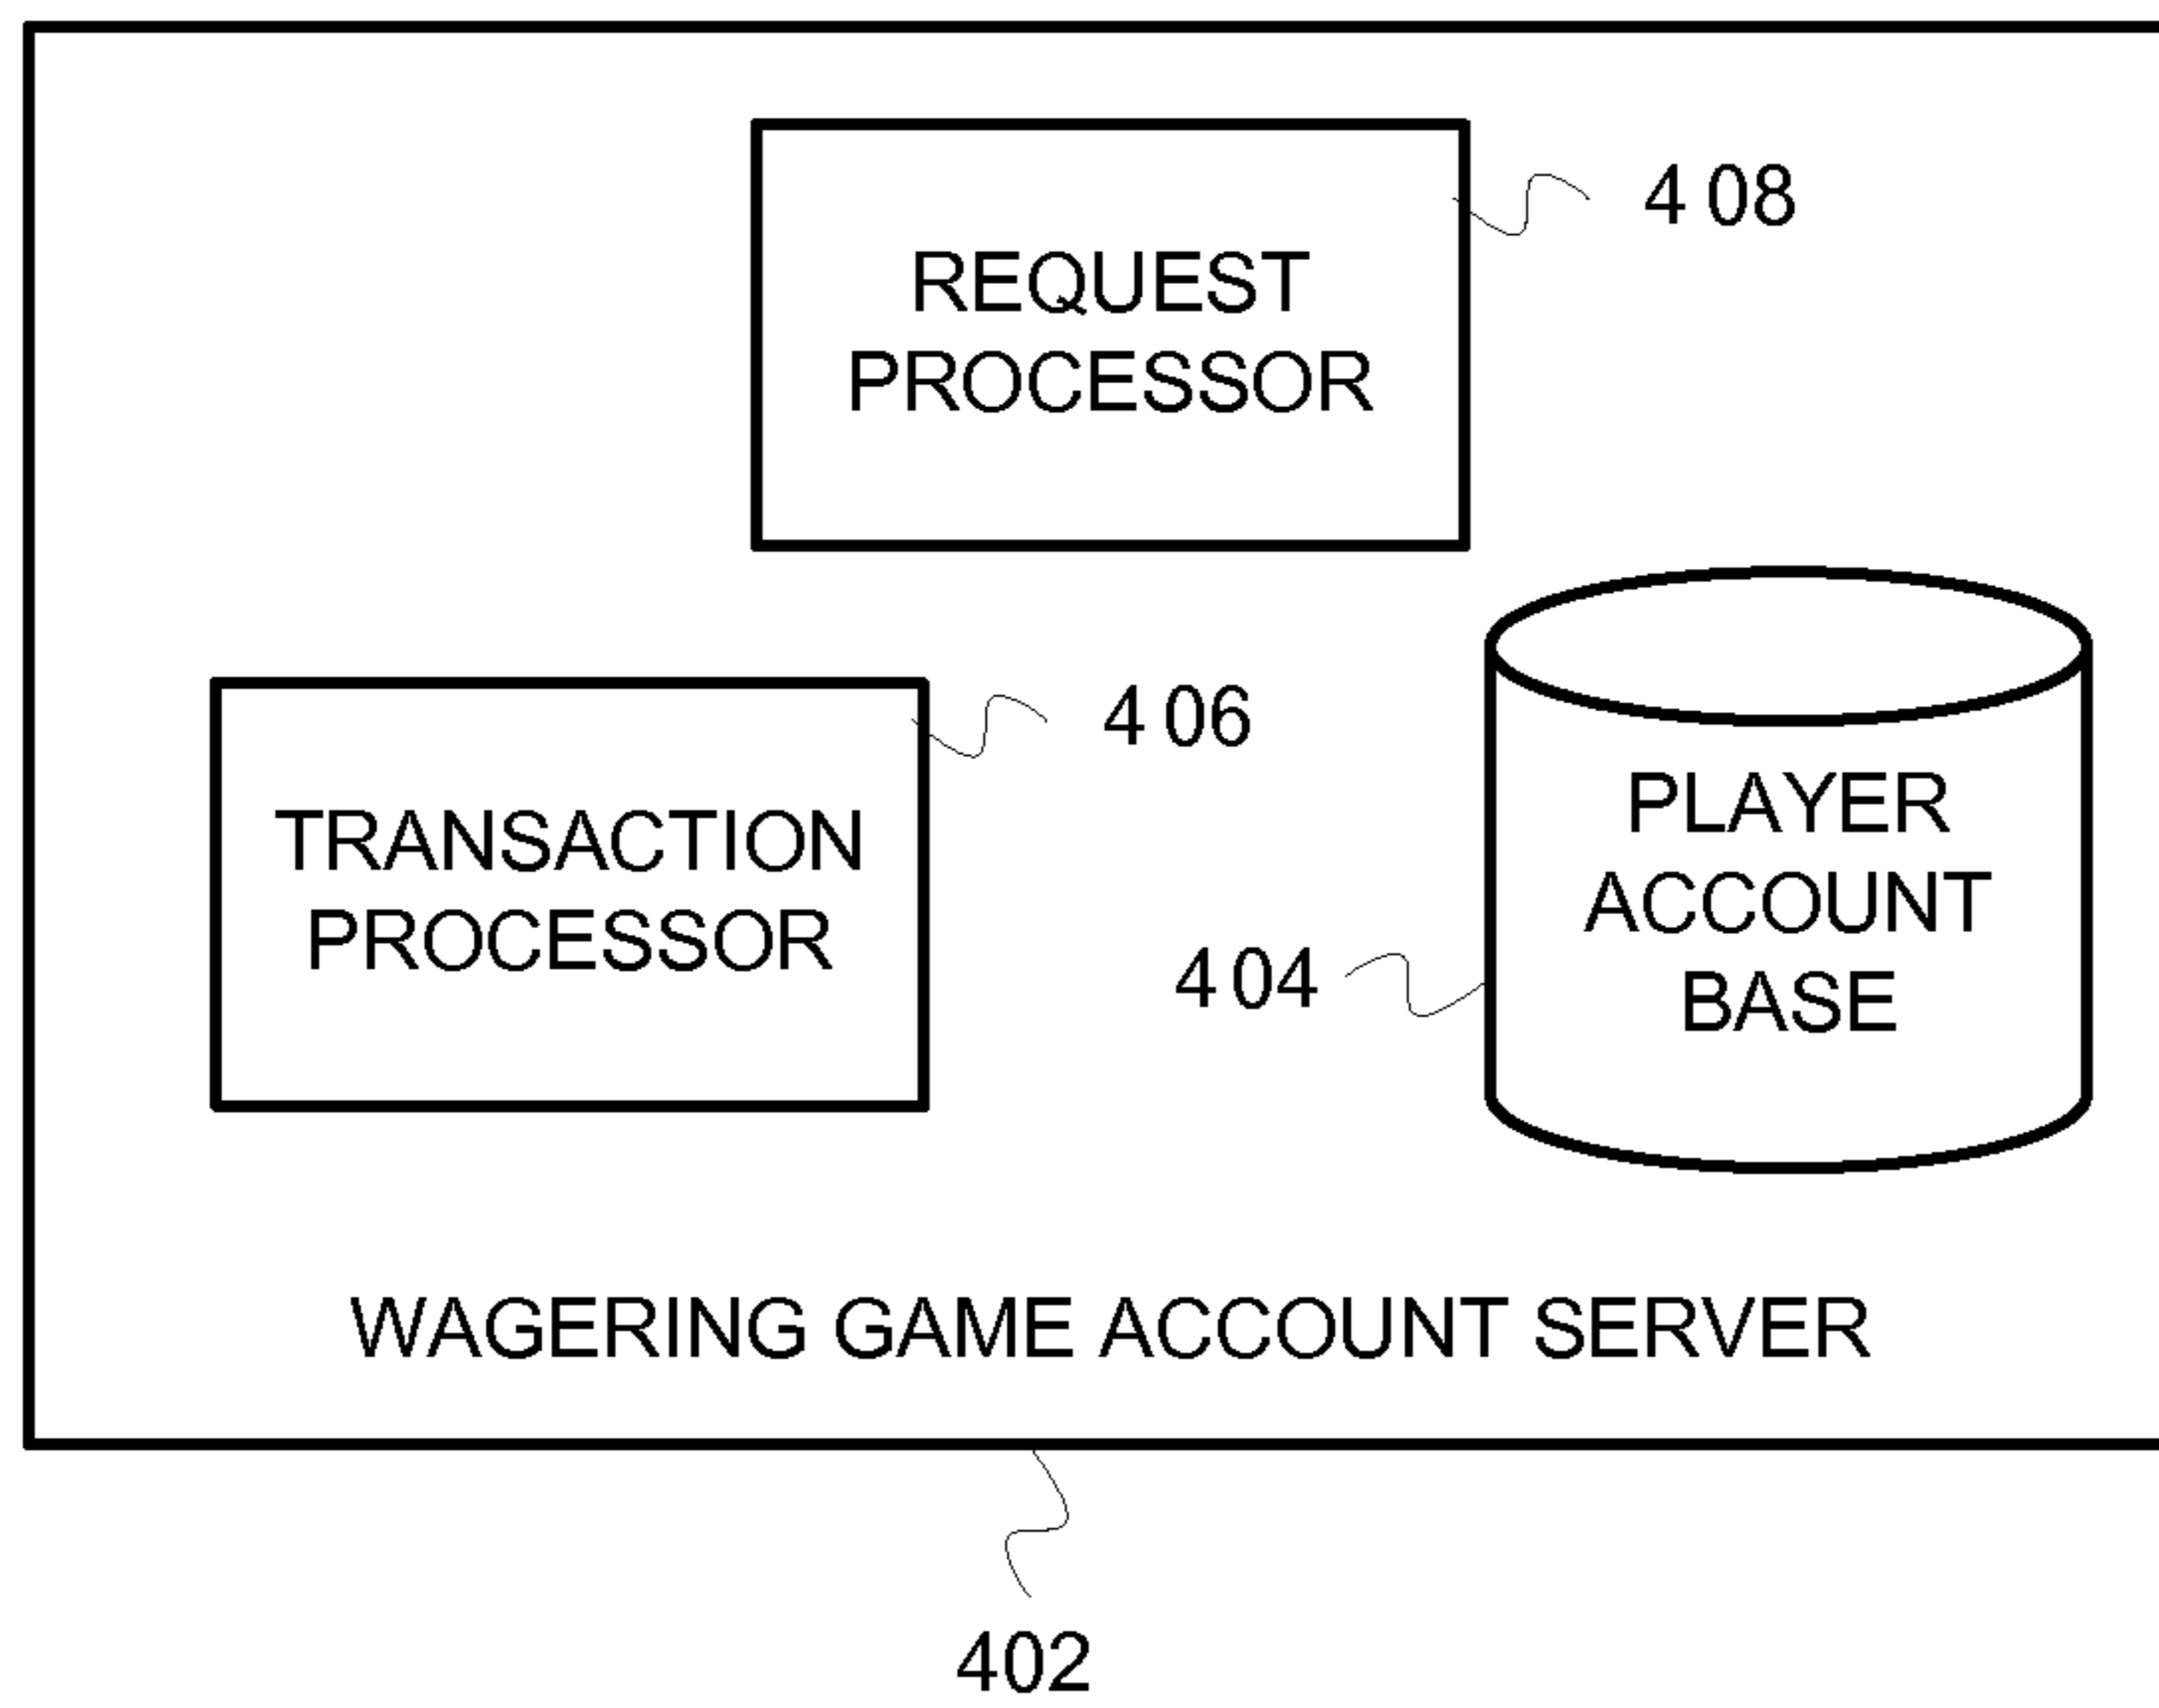 408
REQUEST
PROCESSOR
406
TRANSACTION
PROCESSOR
PLAYER
ACCOUNT
BASE
404
WAGERING GAME ACCOUNT SERVER
402